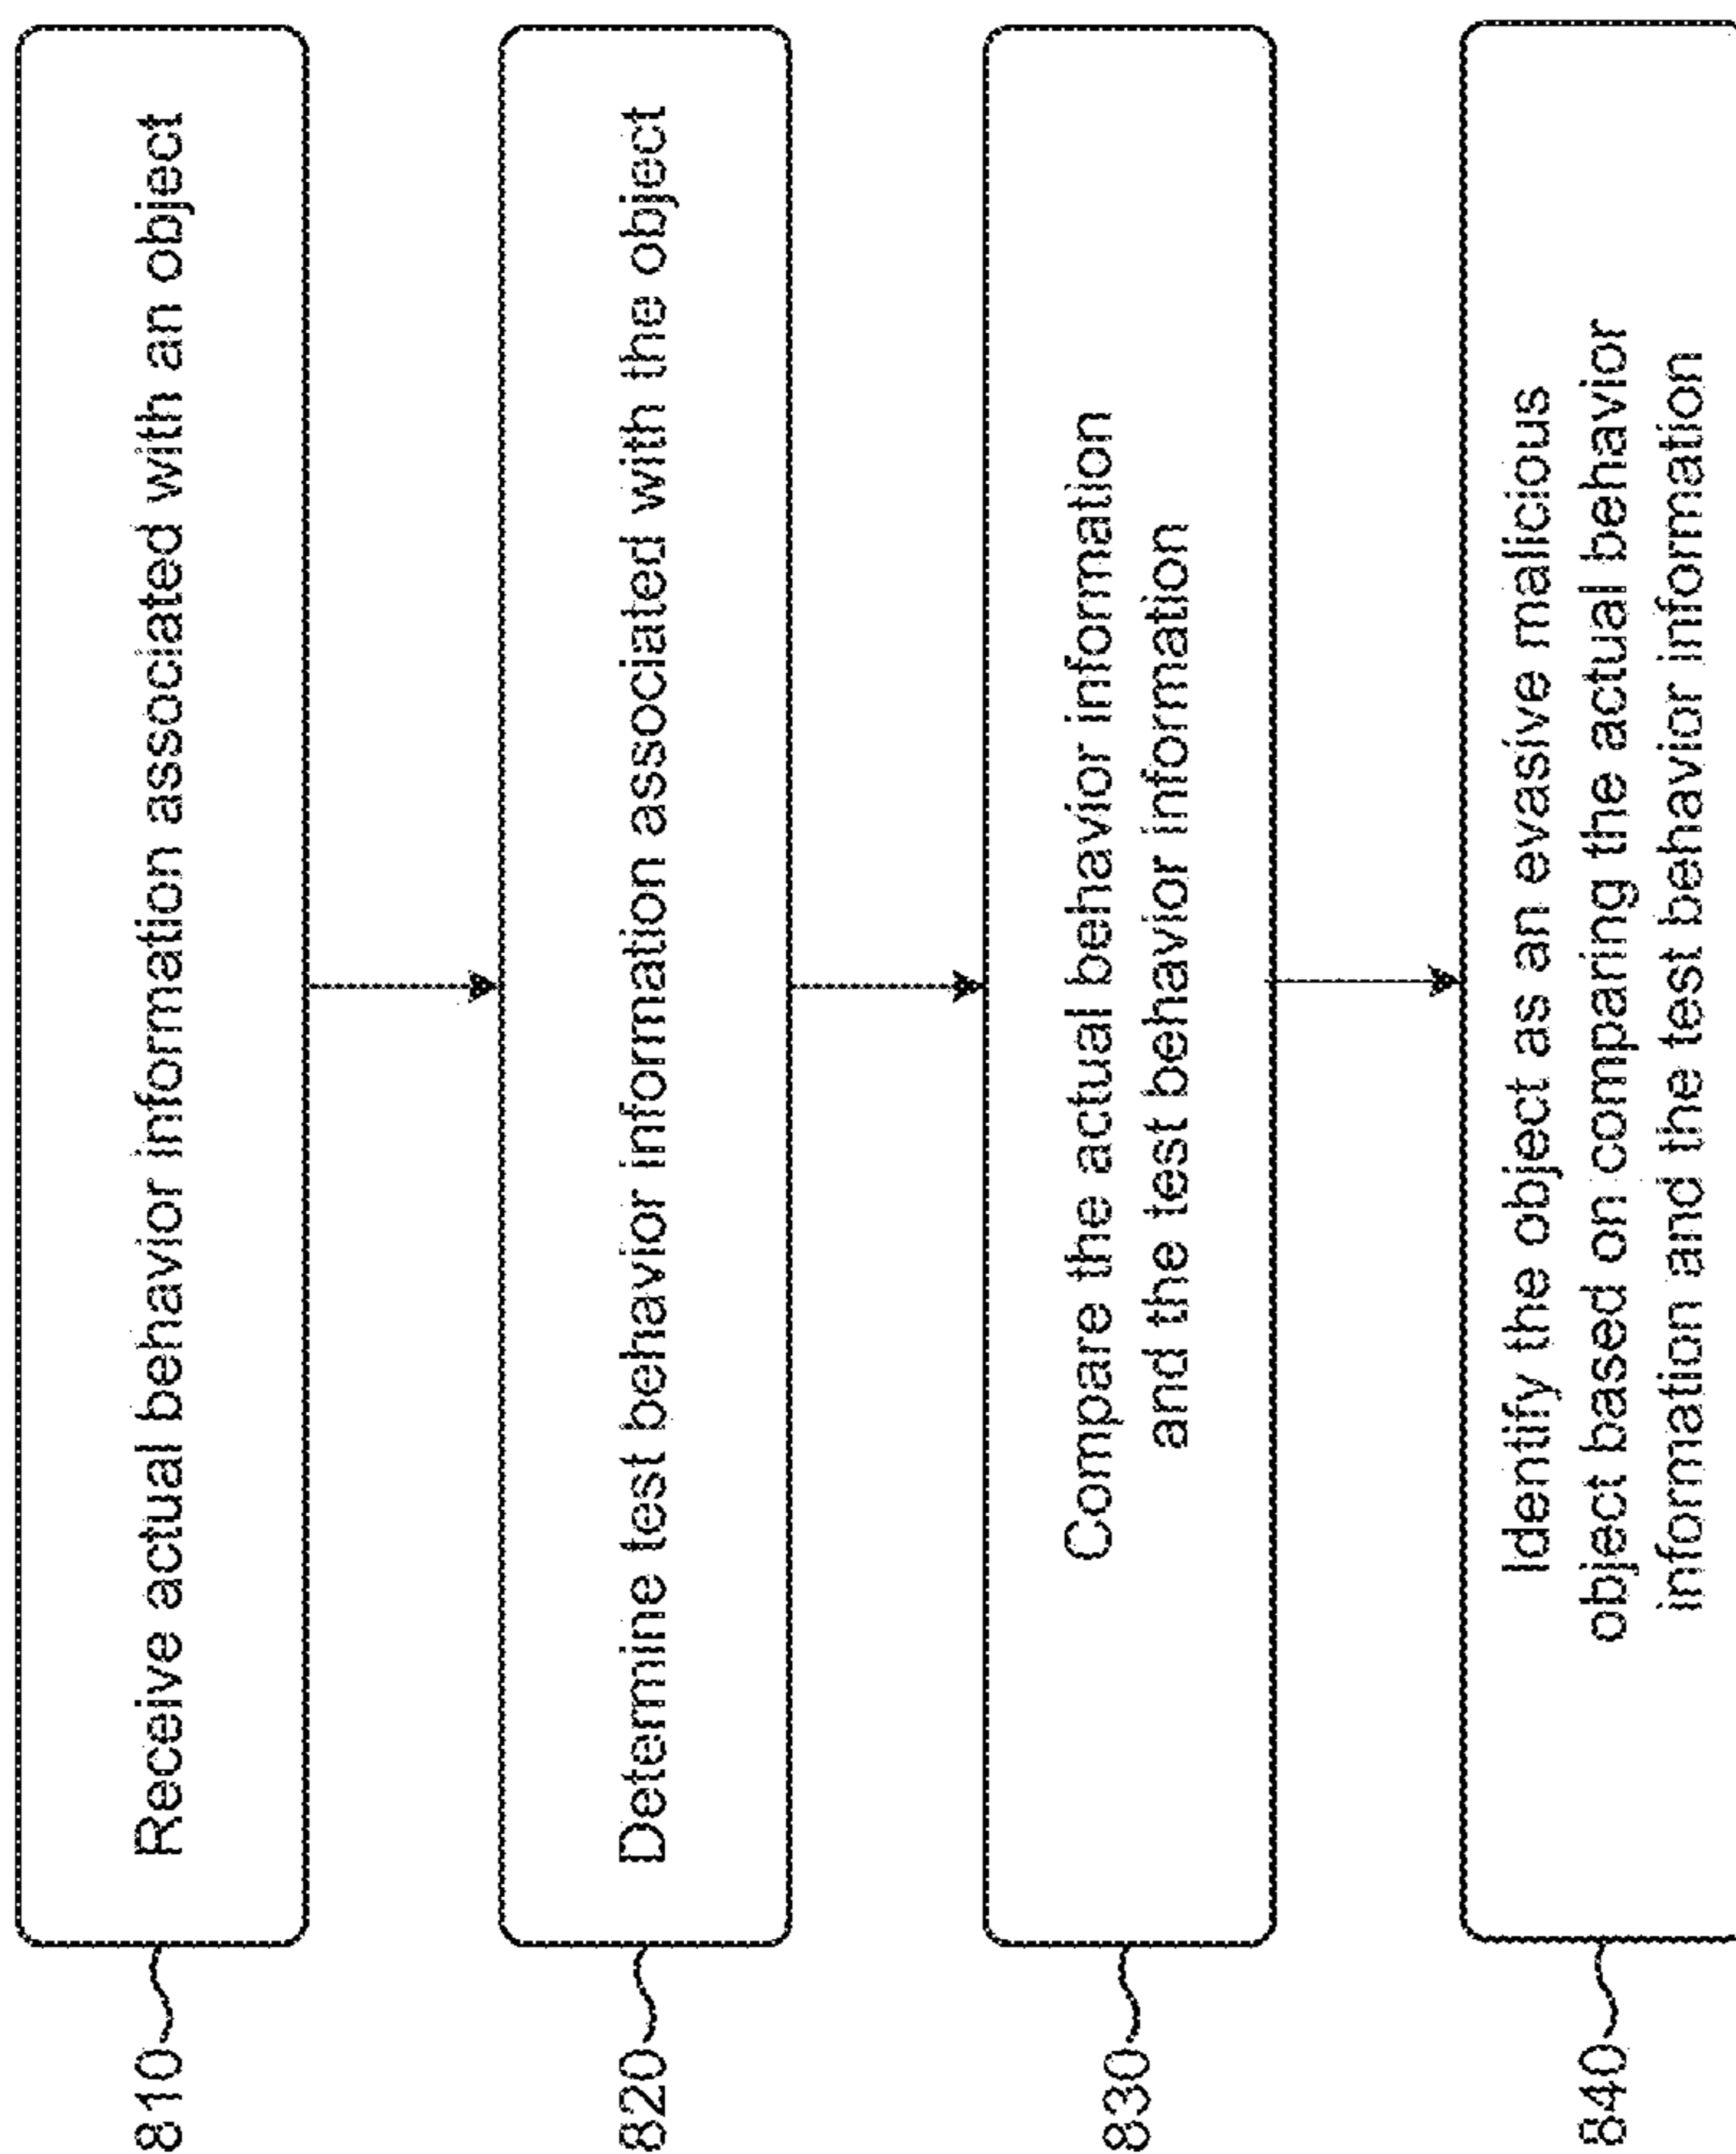 810
Receive actual behavior information associated with an object
820
Determine test behavior information associated with the object
830
Compare the actual behavior information
and the test behavior information
840
Identify the object as an evasive malicious
object based on comparing the actual behavior
information and the test behavior information